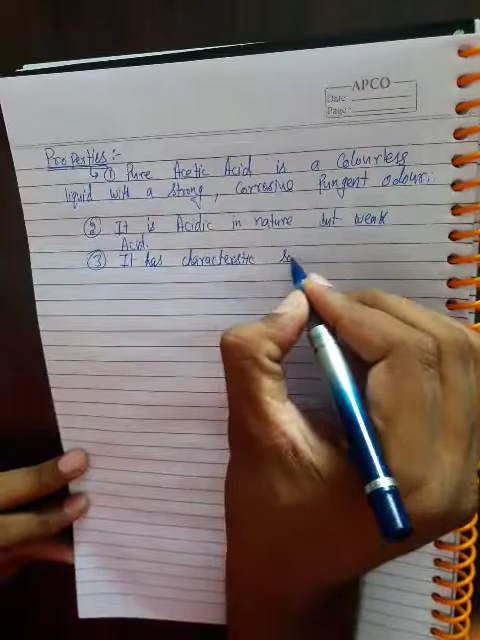 APCO
Date
Page
Properties :-
① Pure Acetic Acid is a Colourless
liquid with a strong, Corrosive Pungent odour.
② It is Acidic in nature but weak
Acid.
③ It has characteristic